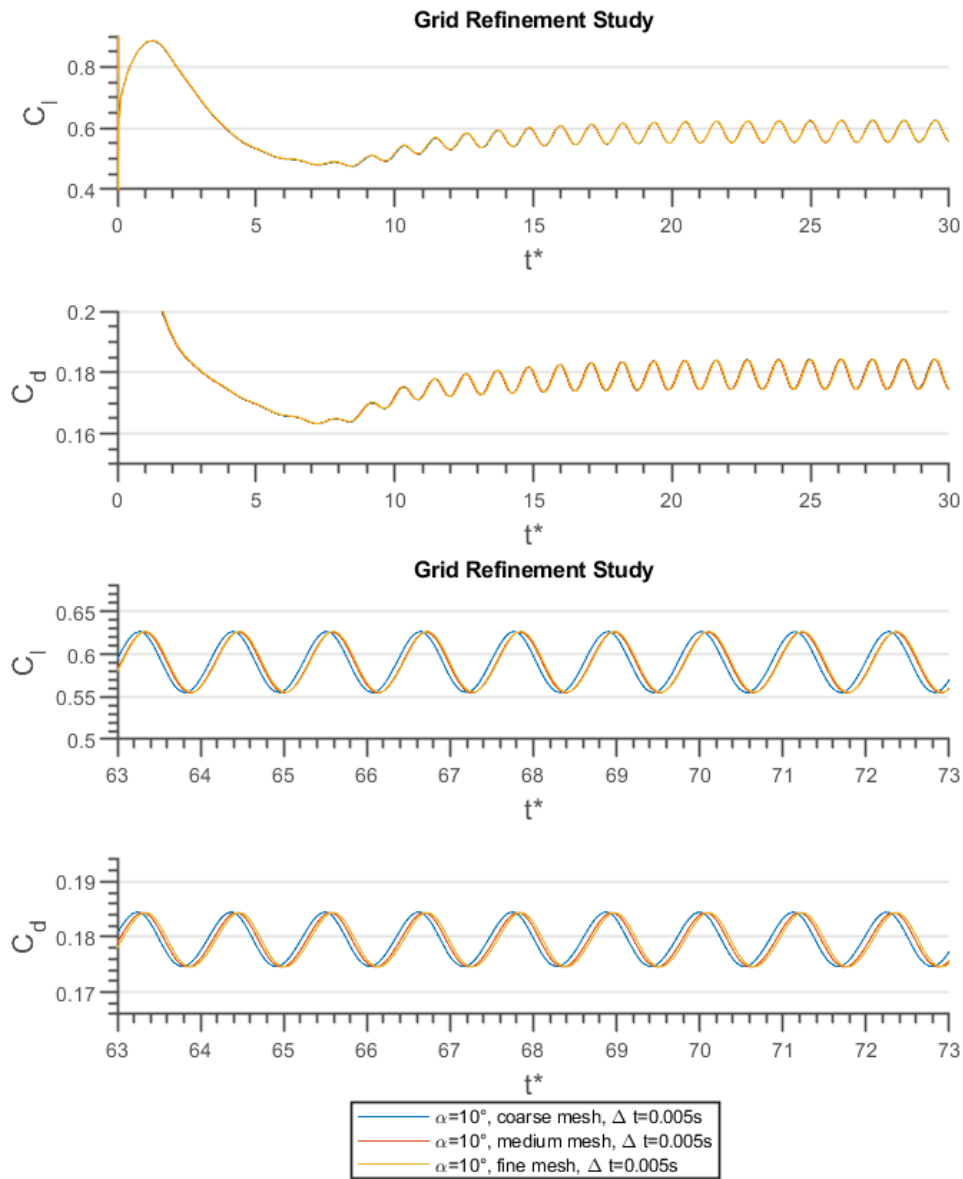 Grid Refinement Study
0.8
0.6
0.4
C_l
0 5 10 15 20 25 30
t*
0.2
0.18
0.16
C_d
0 5 10 15 20 25 30
t*
Grid Refinement Study
0.65
0.6
0.55
0.5
C_l
63 64 65 66 67 68 69 70 71 72 73
t*
0.19
0.18
0.17
C_d
63 64 65 66 67 68 69 70 71 72 73
t*
α=10°, coarse mesh, Δ t=0.005s
α=10°, medium mesh, Δ t=0.005s
α=10°, fine mesh, Δ t=0.005s